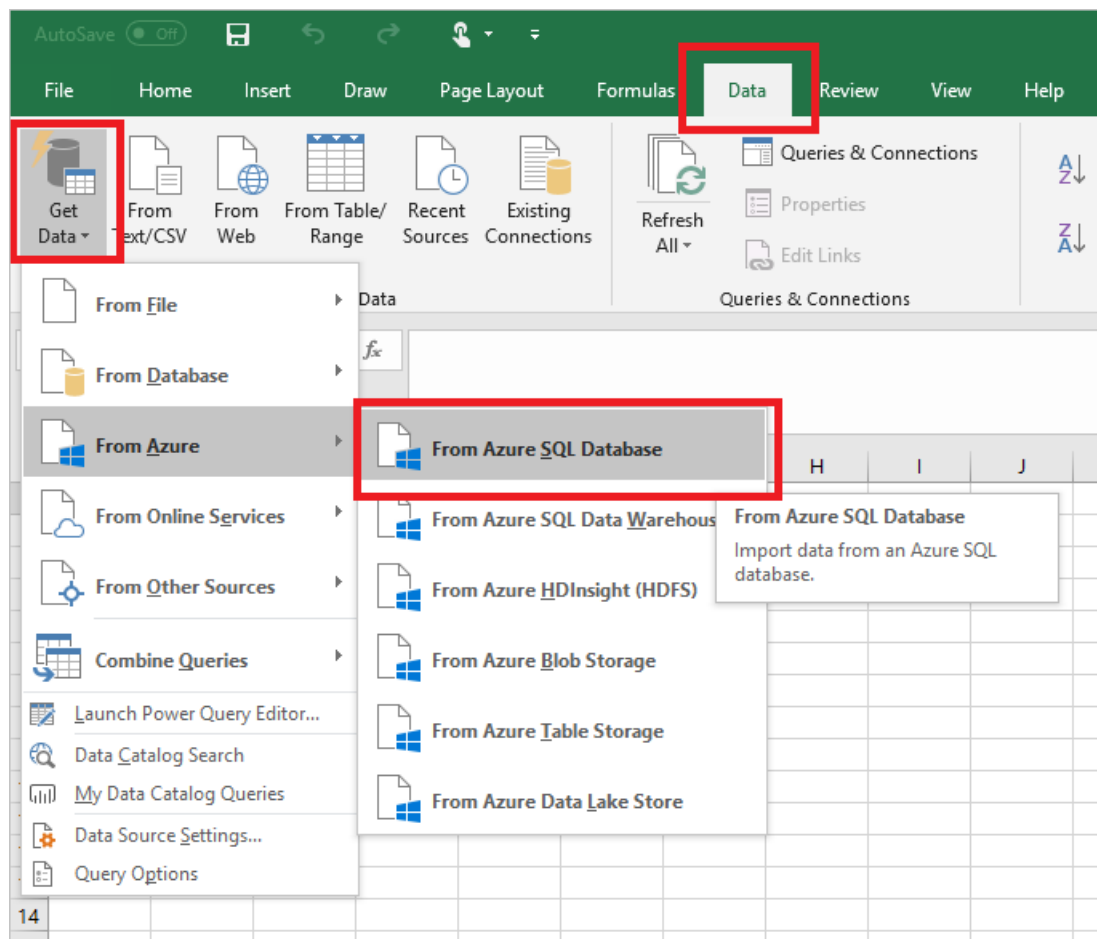 AutoSave Off
File Home Insert Draw Page Layout Formulas Data Review View Help
Get Data
From Text/CSV
From Web
From Table/ Range
Recent Sources
Existing Connections
Refresh All
Queries & Connections
Properties
Edit Links
Data
Queries & Connections
fx
From File
From Database
From Azure
From Online Services
From Other Sources
Combine Queries
Launch Power Query Editor...
Data Catalog Search
My Data Catalog Queries
Data Source Settings...
Query Options
From Azure SQL Database
From Azure SQL Data Warehous
From Azure HDInsight (HDFS)
From Azure Blob Storage
From Azure Table Storage
From Azure Data Lake Store
From Azure SQL Database
Import data from an Azure SQL
database.
A Z
Z A
H I J
14